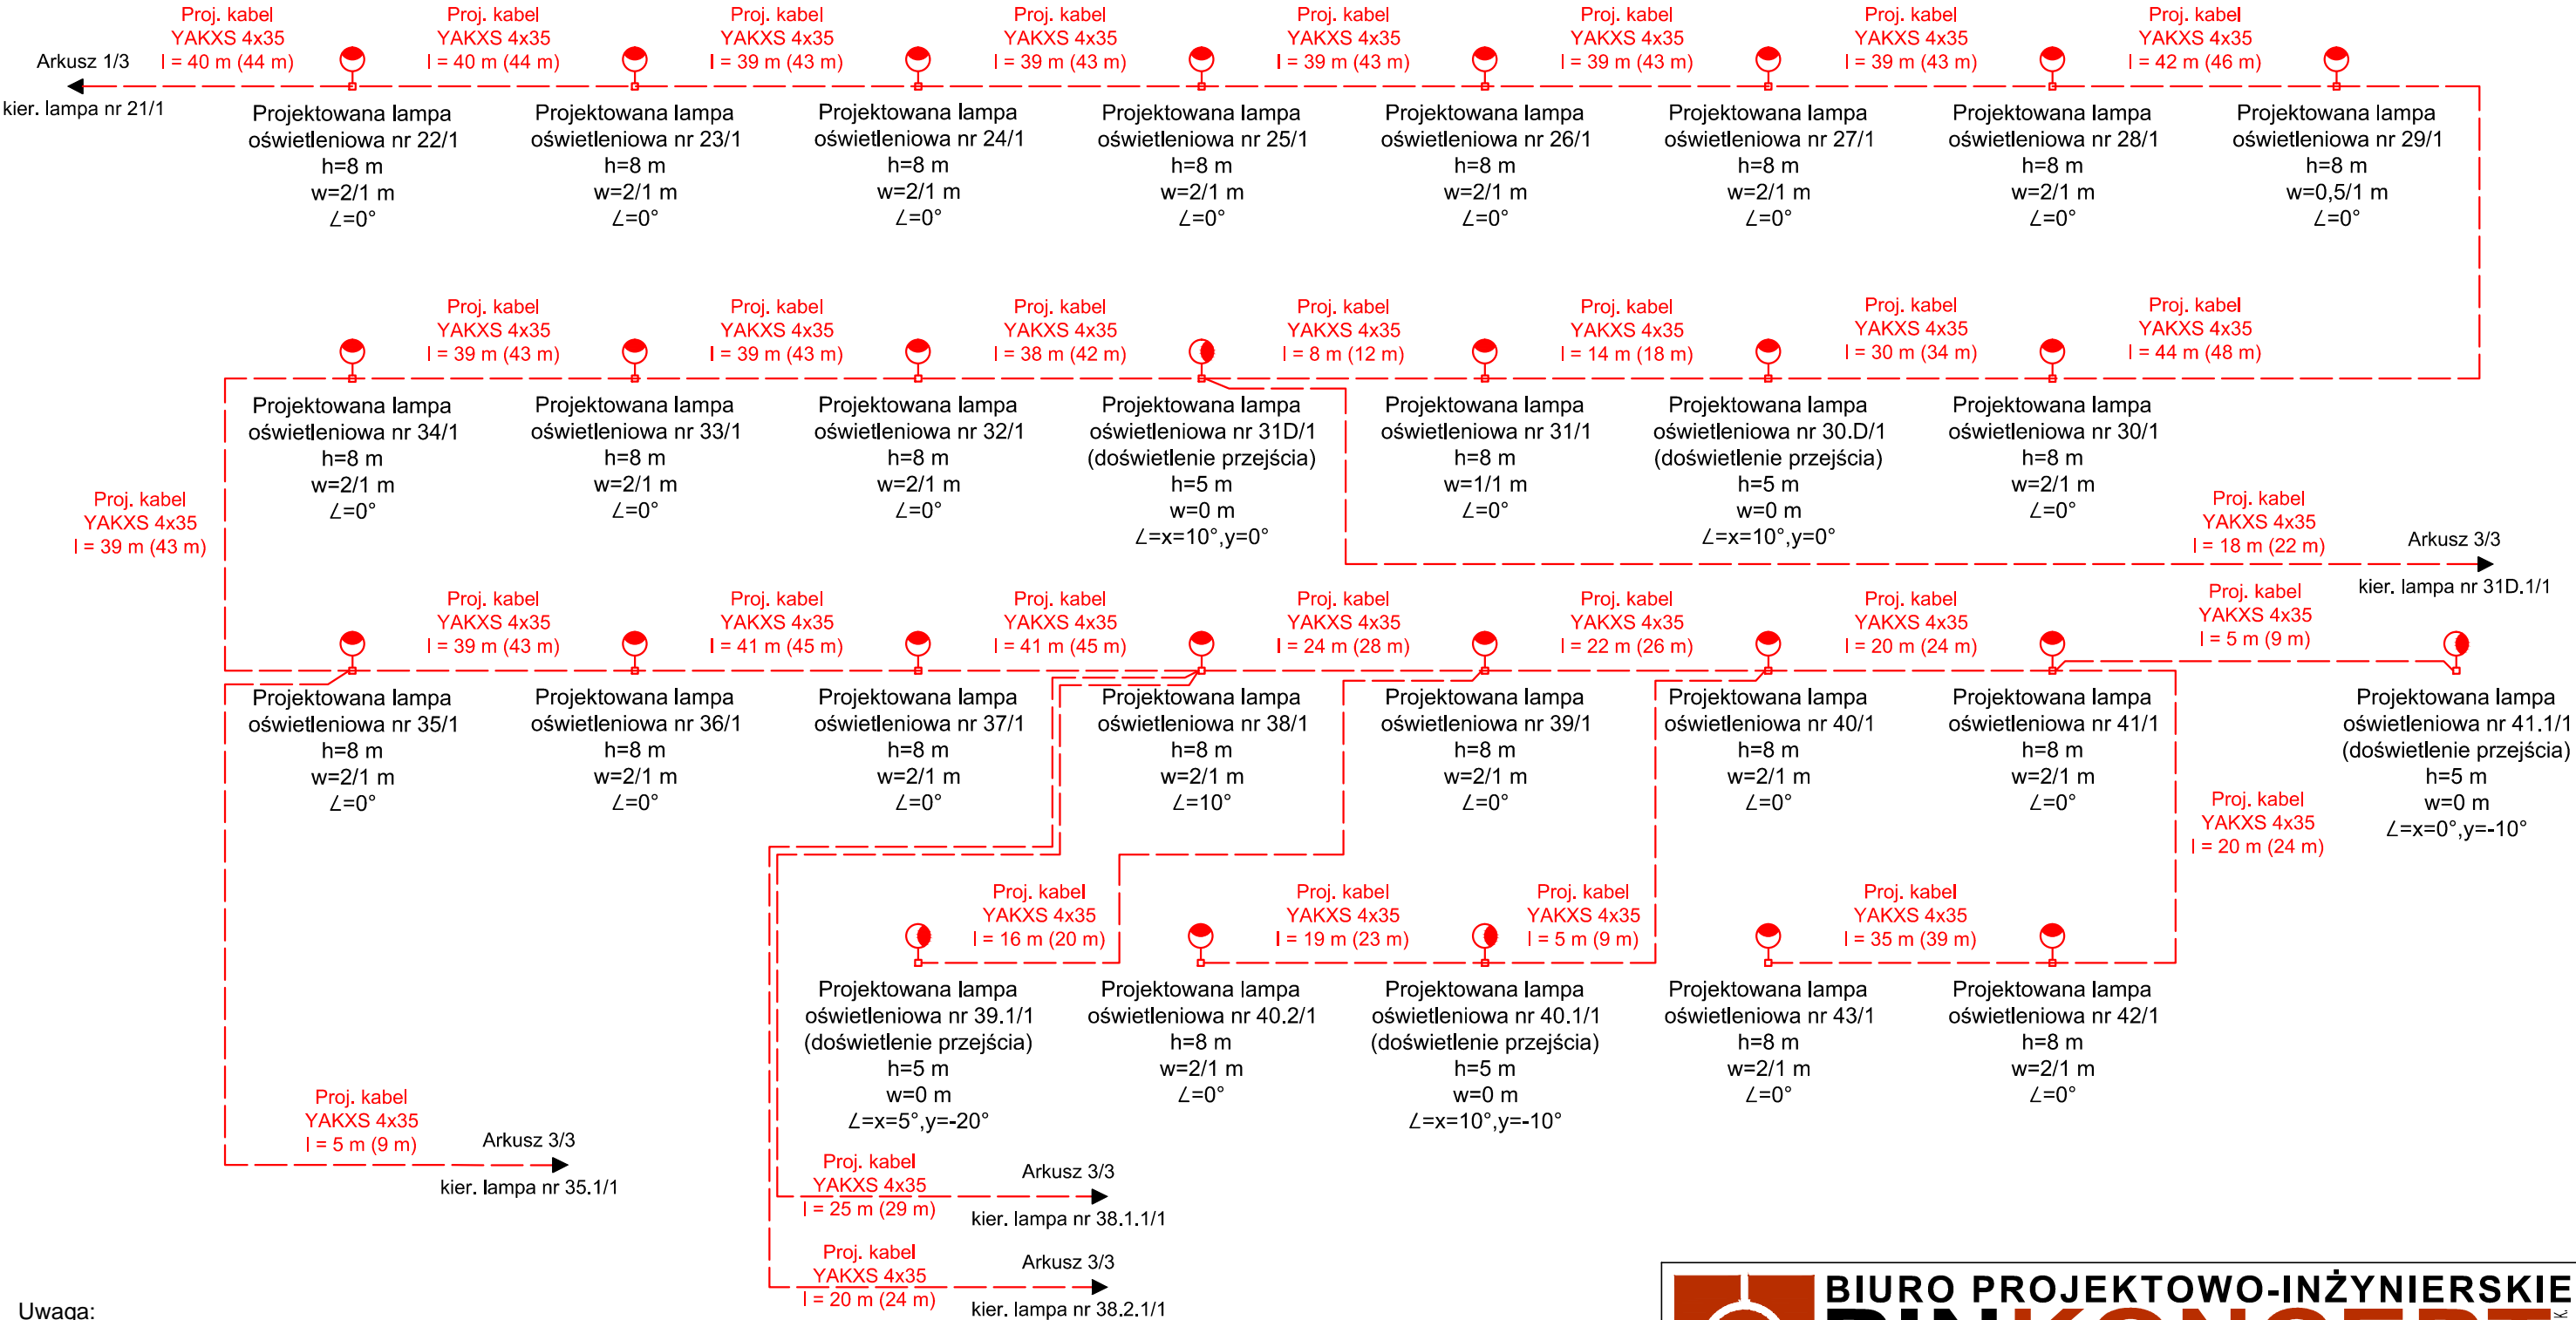 Proj. kabel
YAKXS 4x35
l = 40 m (44 m)
Proj. kabel
YAKXS 4x35
l = 40 m (44 m)
Proj. kabel
YAKXS 4x35
l = 39 m (43 m)
Proj. kabel
YAKXS 4x35
l = 39 m (43 m)
Proj. kabel
YAKXS 4x35
l = 39 m (43 m)
Proj. kabel
YAKXS 4x35
l = 39 m (43 m)
Proj. kabel
YAKXS 4x35
l = 39 m (43 m)
Proj. kabel
YAKXS 4x35
l = 42 m (46 m)
Arkusz 1/3
kier. lampa nr 21/1
Projektowana lampa
oświetleniowa nr 22/1
h=8 m
w=2/1 m
∠=0°
Projektowana lampa
oświetleniowa nr 23/1
h=8 m
w=2/1 m
∠=0°
Projektowana lampa
oświetleniowa nr 24/1
h=8 m
w=2/1 m
∠=0°
Projektowana lampa
oświetleniowa nr 25/1
h=8 m
w=2/1 m
∠=0°
Projektowana lampa
oświetleniowa nr 26/1
h=8 m
w=2/1 m
∠=0°
Projektowana lampa
oświetleniowa nr 27/1
h=8 m
w=2/1 m
∠=0°
Projektowana lampa
oświetleniowa nr 28/1
h=8 m
w=2/1 m
∠=0°
Projektowana lampa
oświetleniowa nr 29/1
h=8 m
w=0,5/1 m
∠=0°
Proj. kabel
YAKXS 4x35
l = 39 m (43 m)
Proj. kabel
YAKXS 4x35
l = 39 m (43 m)
Proj. kabel
YAKXS 4x35
l = 38 m (42 m)
Proj. kabel
YAKXS 4x35
l = 8 m (12 m)
Proj. kabel
YAKXS 4x35
l = 14 m (18 m)
Proj. kabel
YAKXS 4x35
l = 30 m (34 m)
Proj. kabel
YAKXS 4x35
l = 44 m (48 m)
Projektowana lampa
oświetleniowa nr 34/1
h=8 m
w=2/1 m
∠=0°
Projektowana lampa
oświetleniowa nr 33/1
h=8 m
w=2/1 m
∠=0°
Projektowana lampa
oświetleniowa nr 32/1
h=8 m
w=2/1 m
∠=0°
Projektowana lampa
oświetleniowa nr 31D/1
(doświetlenie przejścia)
h=5 m
w=0 m
∠=x=10°,y=0°
Projektowana lampa
oświetleniowa nr 31/1
h=8 m
w=1/1 m
∠=0°
Projektowana lampa
oświetleniowa nr 30.D/1
(doświetlenie przejścia)
h=5 m
w=0 m
∠=x=10°,y=0°
Projektowana lampa
oświetleniowa nr 30/1
h=8 m
w=2/1 m
∠=0°
Proj. kabel
YAKXS 4x35
l = 39 m (43 m)
Proj. kabel
YAKXS 4x35
l = 18 m (22 m)
Arkusz 3/3
kier. lampa nr 31D.1/1
Proj. kabel
YAKXS 4x35
l = 39 m (43 m)
Proj. kabel
YAKXS 4x35
l = 41 m (45 m)
Proj. kabel
YAKXS 4x35
l = 41 m (45 m)
Proj. kabel
YAKXS 4x35
l = 24 m (28 m)
Proj. kabel
YAKXS 4x35
l = 22 m (26 m)
Proj. kabel
YAKXS 4x35
l = 20 m (24 m)
Proj. kabel
YAKXS 4x35
l = 5 m (9 m)
Projektowana lampa
oświetleniowa nr 35/1
h=8 m
w=2/1 m
∠=0°
Projektowana lampa
oświetleniowa nr 36/1
h=8 m
w=2/1 m
∠=0°
Projektowana lampa
oświetleniowa nr 37/1
h=8 m
w=2/1 m
∠=0°
Projektowana lampa
oświetleniowa nr 38/1
h=8 m
w=2/1 m
∠=10°
Projektowana lampa
oświetleniowa nr 39/1
h=8 m
w=2/1 m
∠=0°
Projektowana lampa
oświetleniowa nr 40/1
h=8 m
w=2/1 m
∠=0°
Projektowana lampa
oświetleniowa nr 41/1
h=8 m
w=2/1 m
∠=0°
Projektowana lampa
oświetleniowa nr 41.1/1
(doświetlenie przejścia)
h=5 m
w=0 m
∠=x=0°,y=-10°
Proj. kabel
YAKXS 4x35
l = 20 m (24 m)
Proj. kabel
YAKXS 4x35
l = 16 m (20 m)
Proj. kabel
YAKXS 4x35
l = 19 m (23 m)
Proj. kabel
YAKXS 4x35
l = 5 m (9 m)
Proj. kabel
YAKXS 4x35
l = 35 m (39 m)
Projektowana lampa
oświetleniowa nr 39.1/1
(doświetlenie przejścia)
h=5 m
w=0 m
∠=x=5°,y=-20°
Projektowana lampa
oświetleniowa nr 40.2/1
h=8 m
w=2/1 m
∠=0°
Projektowana lampa
oświetleniowa nr 40.1/1
(doświetlenie przejścia)
h=5 m
w=0 m
∠=x=10°,y=-10°
Projektowana lampa
oświetleniowa nr 43/1
h=8 m
w=2/1 m
∠=0°
Projektowana lampa
oświetleniowa nr 42/1
h=8 m
w=2/1 m
∠=0°
Proj. kabel
YAKXS 4x35
l = 5 m (9 m)
Arkusz 3/3
kier. lampa nr 35.1/1
Proj. kabel
YAKXS 4x35
l = 25 m (29 m)
Arkusz 3/3
kier. lampa nr 38.1.1/1
Proj. kabel
YAKXS 4x35
l = 20 m (24 m)
Arkusz 3/3
kier. lampa nr 38.2.1/1
Uwaga:
BIURO PROJEKTOWO-INŻYNIERSKIE